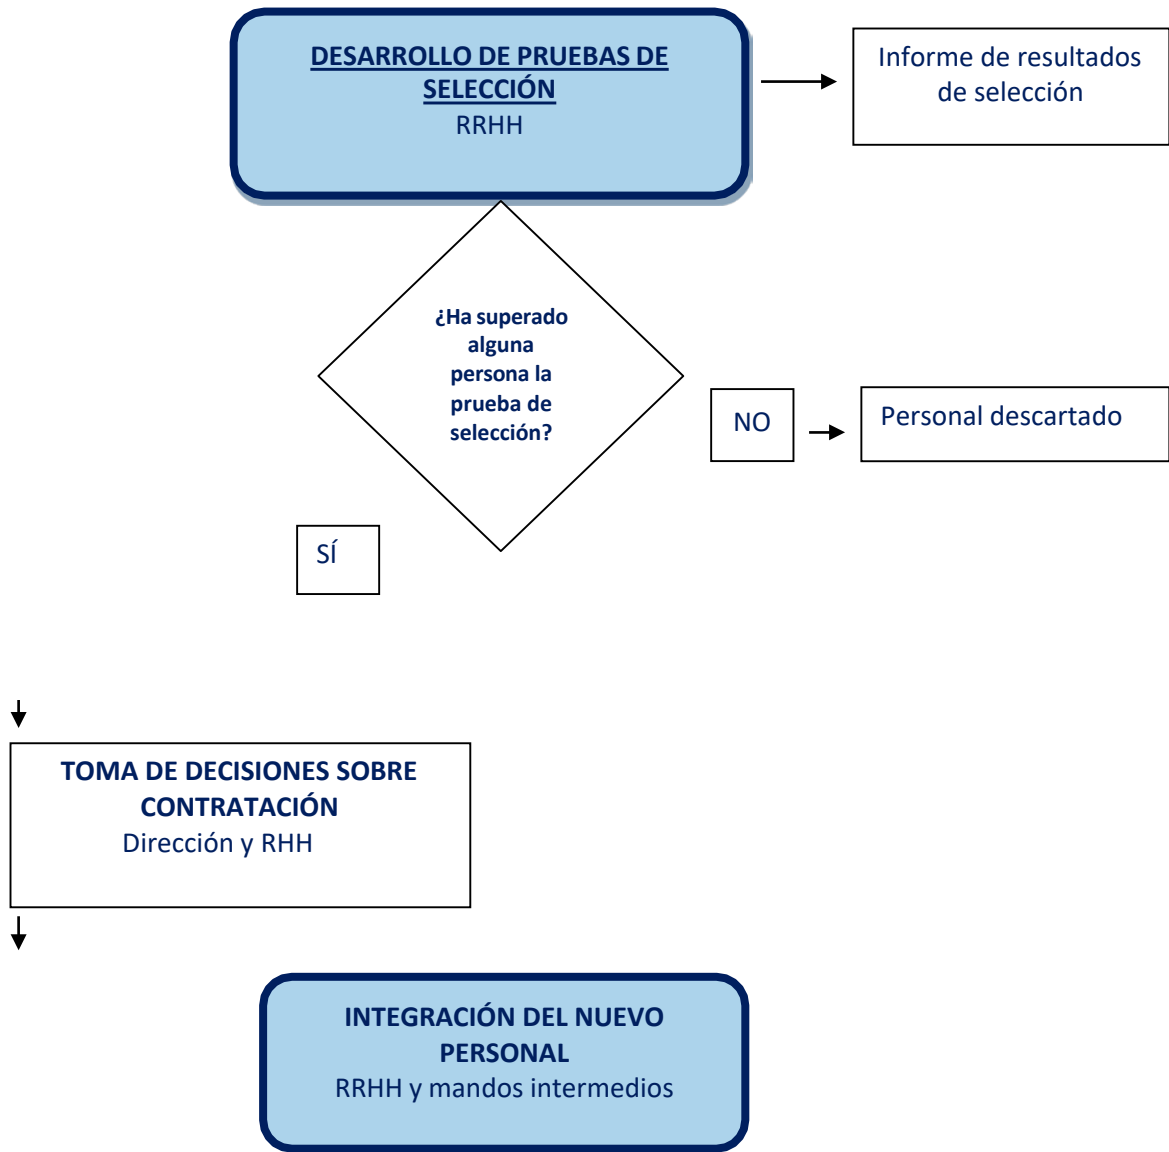 DESARROLLO DE PRUEBAS DE
SELECCIÓN
RRHH
Informe de resultados
de selección
¿Ha superado
alguna
persona la
prueba de
selección?
NO
Personal descartado
SÍ
TOMA DE DECISIONES SOBRE
CONTRATACIÓN
Dirección y RHH
INTEGRACIÓN DEL NUEVO
PERSONAL
RRHH y mandos intermedios